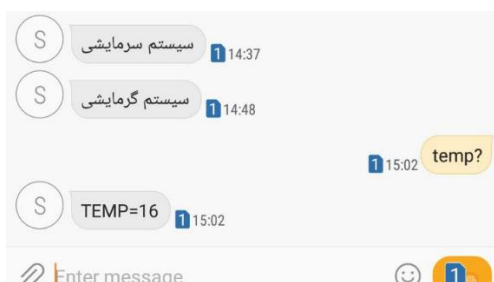 S سیستم سرمایشی 1 14:37
S سیستم گرمایشی 1 14:48
1 15:02 temp?
S TEMP=16 1 15:02
Enter message 1